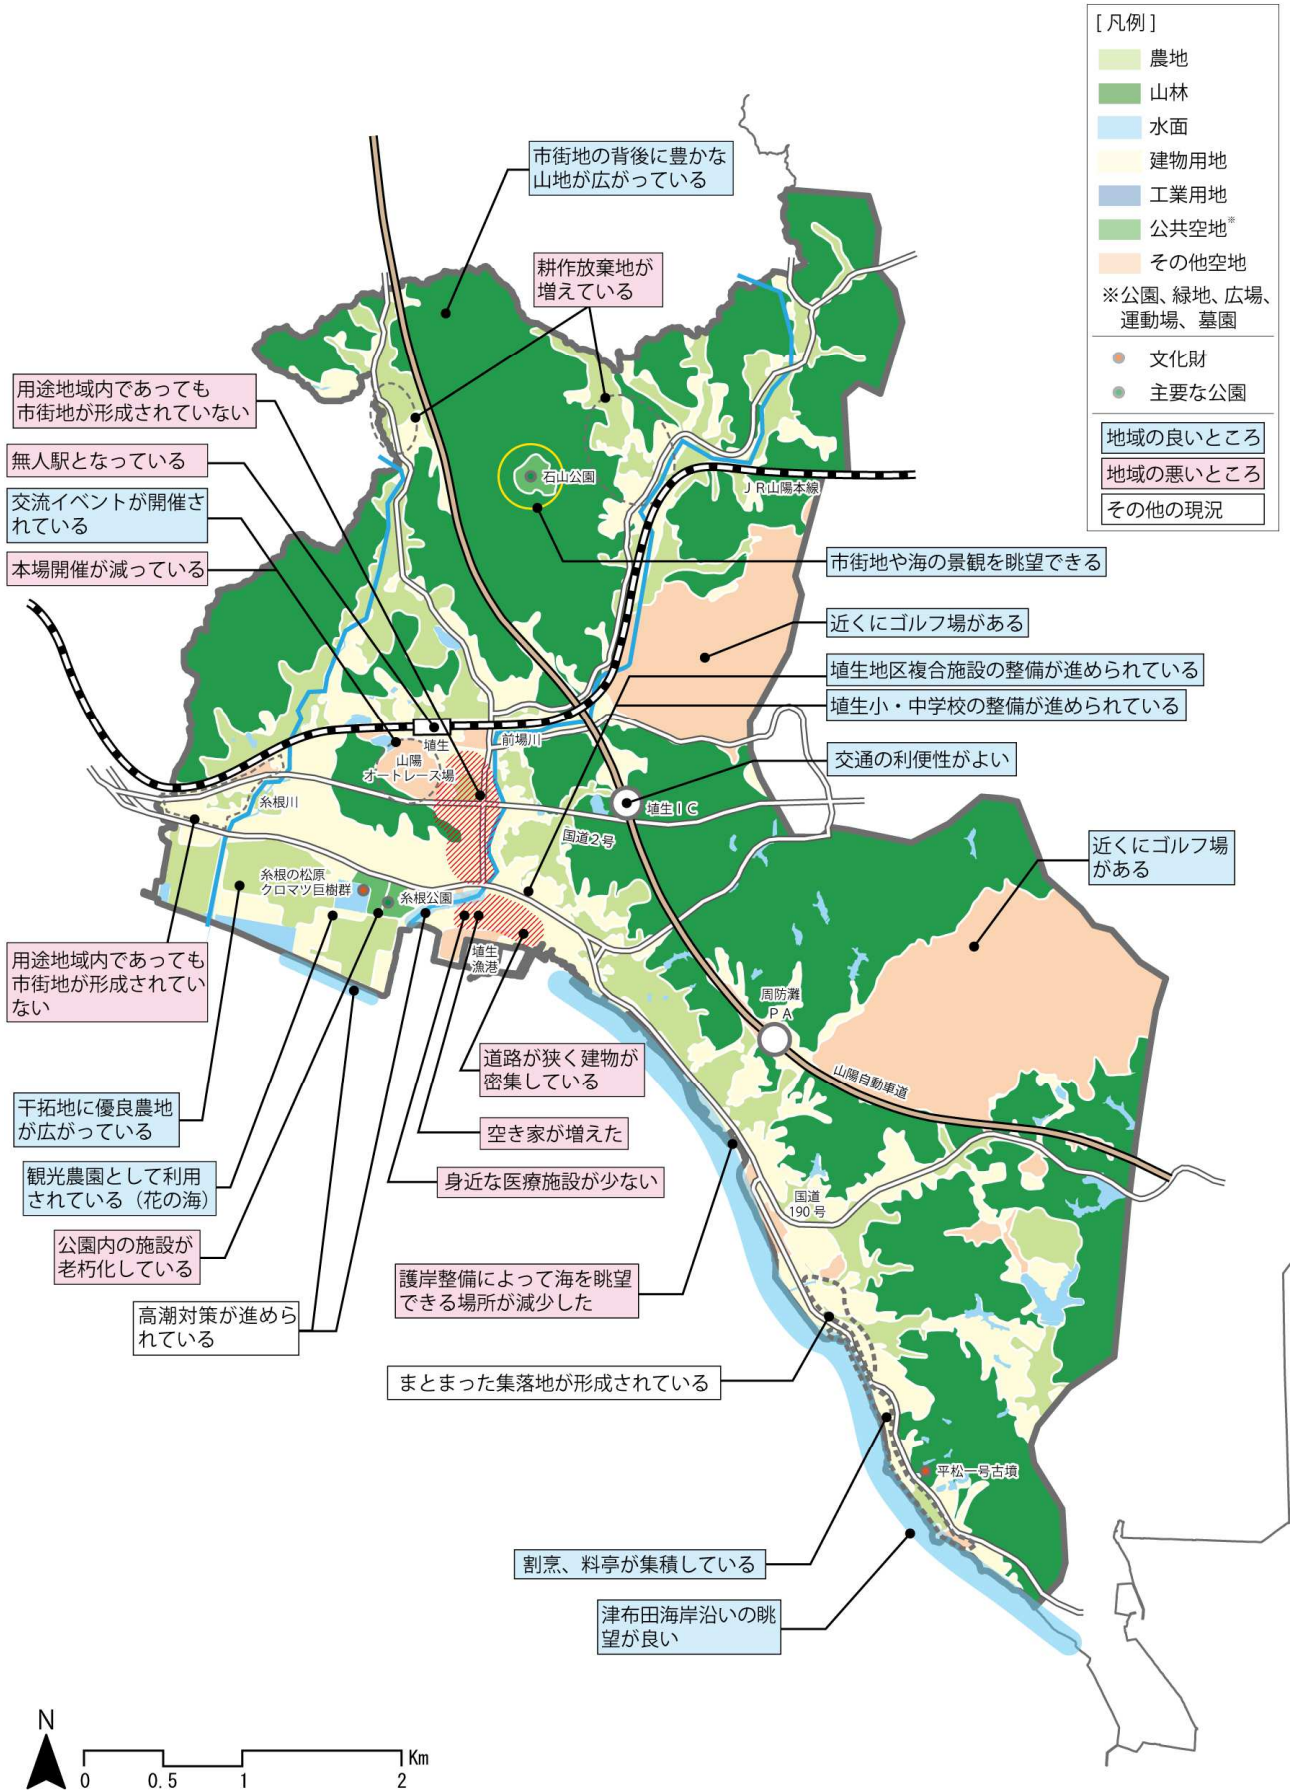 [ 凡例 ]
農地
山林
水面
建物用地
工業用地
公共空地※
その他空地
※公園、緑地、広場、
運動場、墓園
文化財
主要な公園
地域の良いところ
地域の悪いところ
その他の現況
市街地の背後に豊かな
山地が広がっている
耕作放棄地が
増えている
用途地域内であっても
市街地が形成されていない
無人駅となっている
交流イベントが開催さ
れている
本場開催が減っている
石山公園
JR山陽本線
市街地や海の景観を眺望できる
近くにゴルフ場がある
埴生地区複合施設の整備が進められている
埴生小・中学校の整備が進められている
交通の利便性がよい
埴生
前場川
山陽
オートレース場
糸根川
埴生IC
国道2号
近くにゴルフ場
がある
糸根の松原
クロマツ巨樹群
糸根公園
埴生
漁港
用途地域内であっても
市街地が形成されてい
ない
周防灘
PA
山陽自動車道
道路が狭く建物が
密集している
干拓地に優良農地
が広がっている
空き家が増えた
観光農園として利用
されている（花の海）
身近な医療施設が少ない
国道
190号
公園内の施設が
老朽化している
護岸整備によって海を眺望
できる場所が減少した
高潮対策が進めら
れている
まとまった集落地が形成されている
平松一号古墳
割烹、料亭が集積している
津布田海岸沿いの眺
望が良い
N
Km
0 0.5 1 2